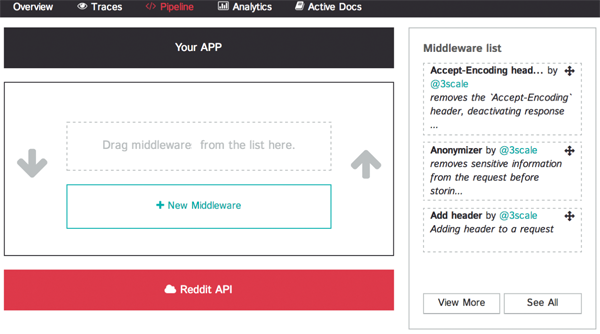 Overview Traces </> Pipeline Analytics Active Docs
Your APP
Drag middleware from the list here.
+ New Middleware
Reddit API
Middleware list
Accept-Encoding head... by
@3scale
removes the `Accept-Encoding`
header, deactivating response
...
Anonymizer by @3scale
removes sensitive information
from the request before
storin...
Add header by @3scale
Adding header to a request
View More See All